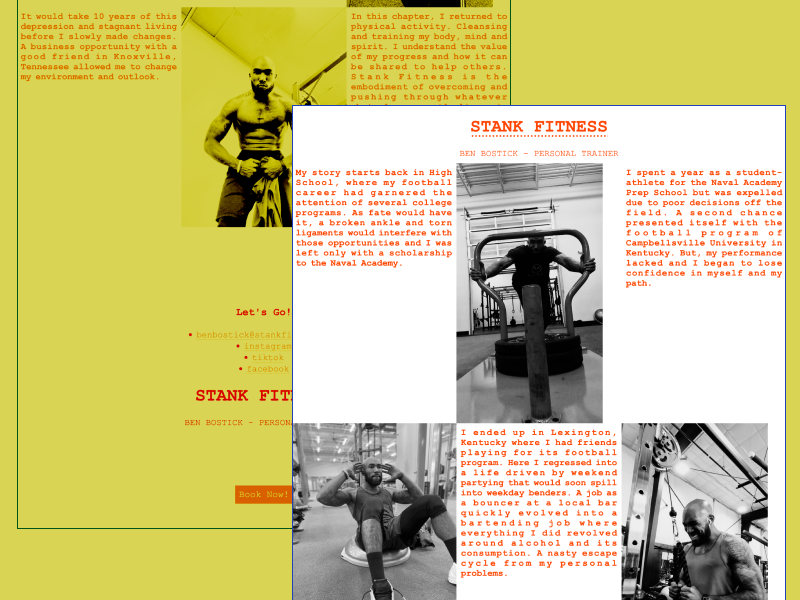 It would take 10 years of this
depression and stagnant living
before I slowly made changes.
A business opportunity with a
good friend in Knoxville,
Tennessee allowed me to change
my environment and outlook.
In this chapter, I returned to
physical activity. Cleansing
and training my body, mind and
spirit. I understand the value
of my progress and how it can
be shared to help others.
Stank Fitness is the
embodiment of overcoming and
pushing through whatever
Let's Go!
benbostick@stankfi
instagram
tiktok
facebook
STANK FIT
BEN BOSTICK - PERSON
Book Now!
STANK FITNESS
BEN BOSTICK - PERSONAL TRAINER
My story starts back in High
School, where my football
career had garnered the
attention of several college
programs. As fate would have
it, a broken ankle and torn
ligaments would interfere with
those opportunities and I was
left only with a scholarship
to the Naval Academy.
I spent a year as a student-
athlete for the Naval Academy
Prep School but was expelled
due to poor decisions off the
field. A second chance
presented itself with the
football program of
Campbellsville University in
Kentucky. But, my performance
lacked and I began to lose
confidence in myself and my
path.
I ended up in Lexington,
Kentucky where I had friends
playing for its football
program. Here I regressed into
a life driven by weekend
partying that would soon spill
into weekday benders. A job as
a bouncer at a local bar
quickly evolved into a
bartending job where
everything I did revolved
around alcohol and its
consumption. A nasty escape
cycle from my personal
problems.